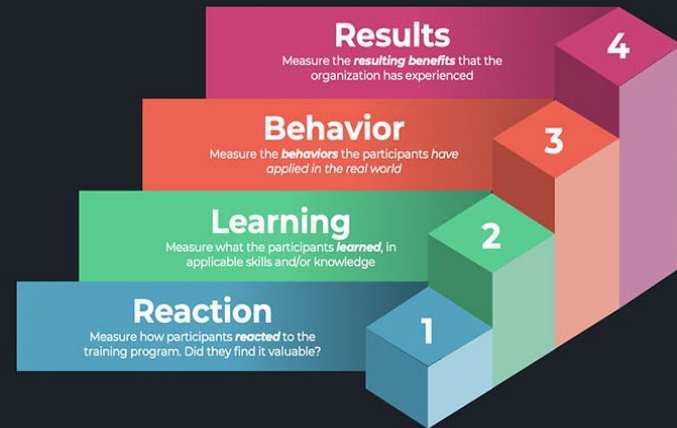 Results
Measure the resulting benefits that the
organization has experienced
4
Behavior
Measure the behaviors the participants have
applied in the real world
3
Learning
Measure what the participants learned, in
applicable skills and/or knowledge
2
Reaction
Measure how participants reacted to the
training program. Did they find it valuable?
1